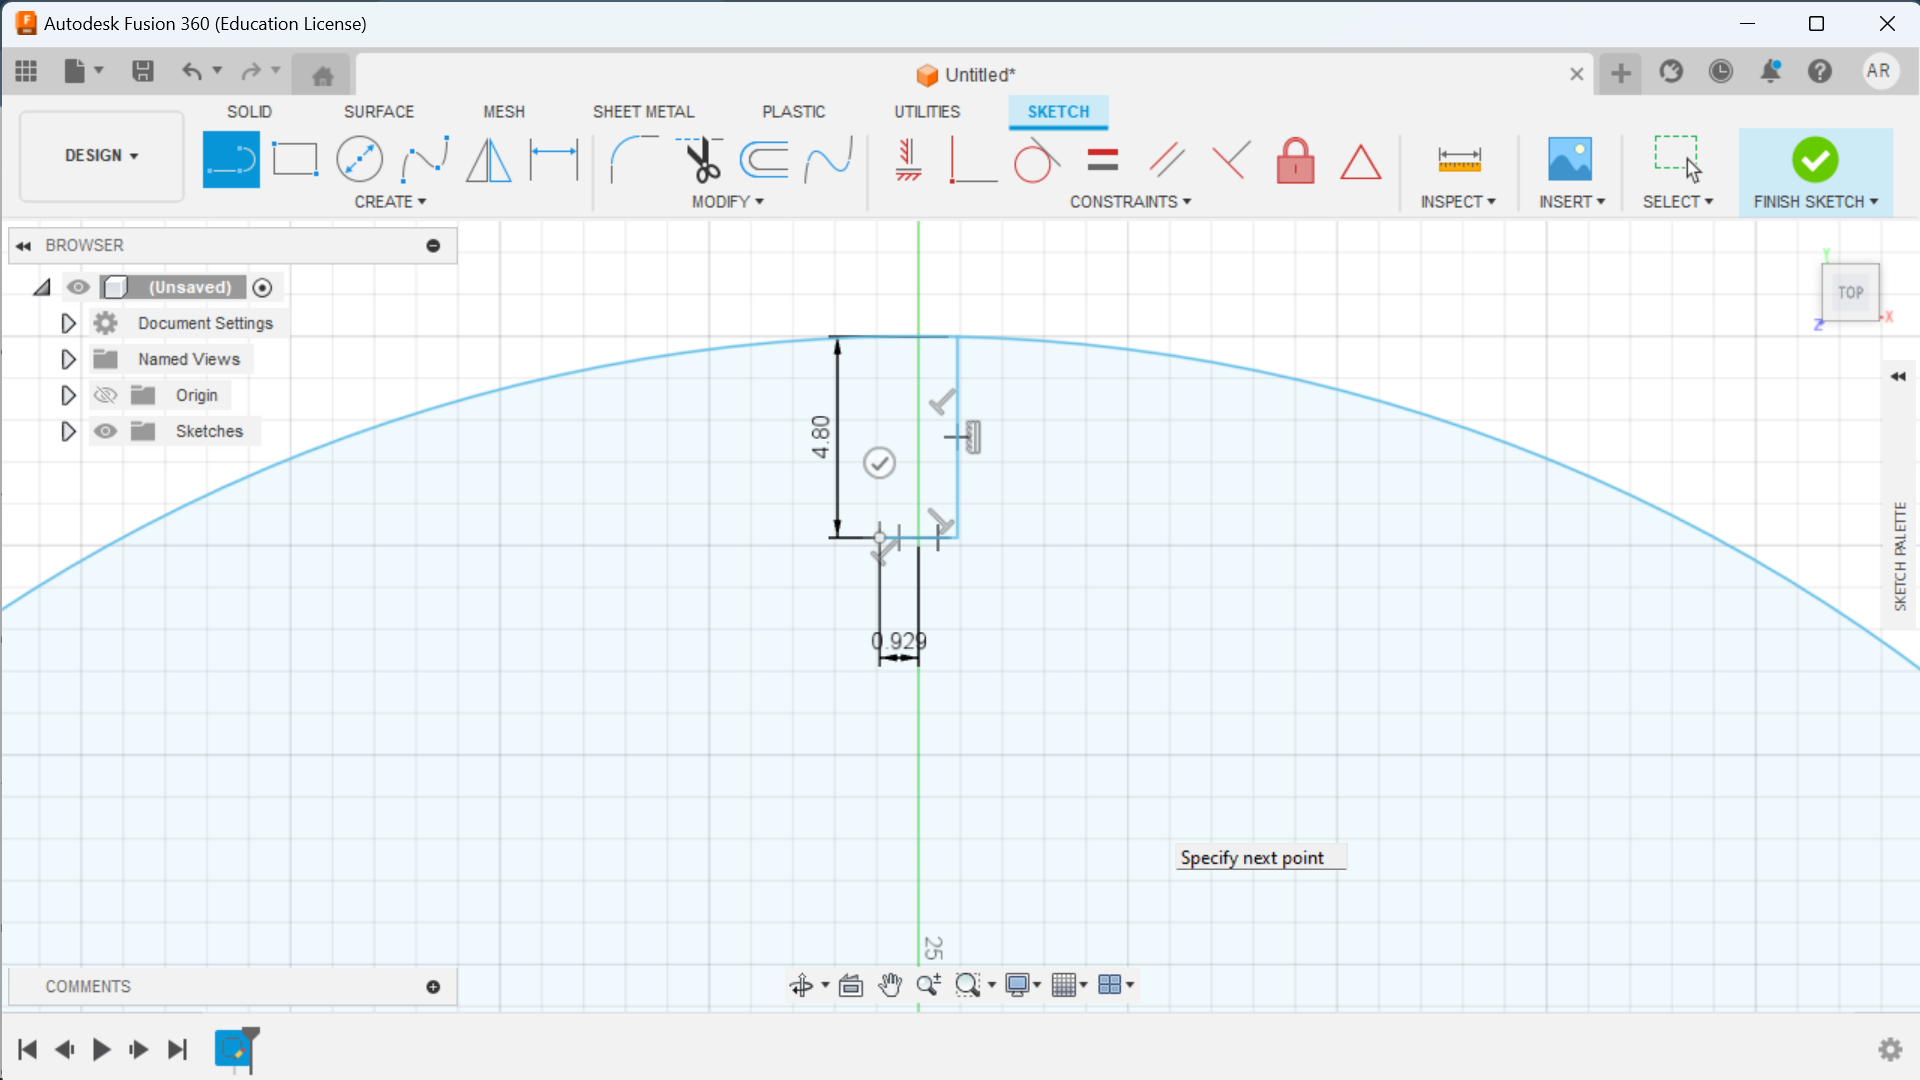 Autodesk Fusion 360 (Education License)
Untitled*
AR
DESIGN
SOLID
SURFACE
MESH
SHEET METAL
PLASTIC
UTILITIES
SKETCH
CREATE
MODIFY
CONSTRAINTS
INSPECT
INSERT
SELECT
FINISH SKETCH
BROWSER
(Unsaved)
Document Settings
Named Views
Origin
Sketches
Y
TOP
Z
X
4.80
0.929
SKETCH PALETTE
Specify next point
25
COMMENTS